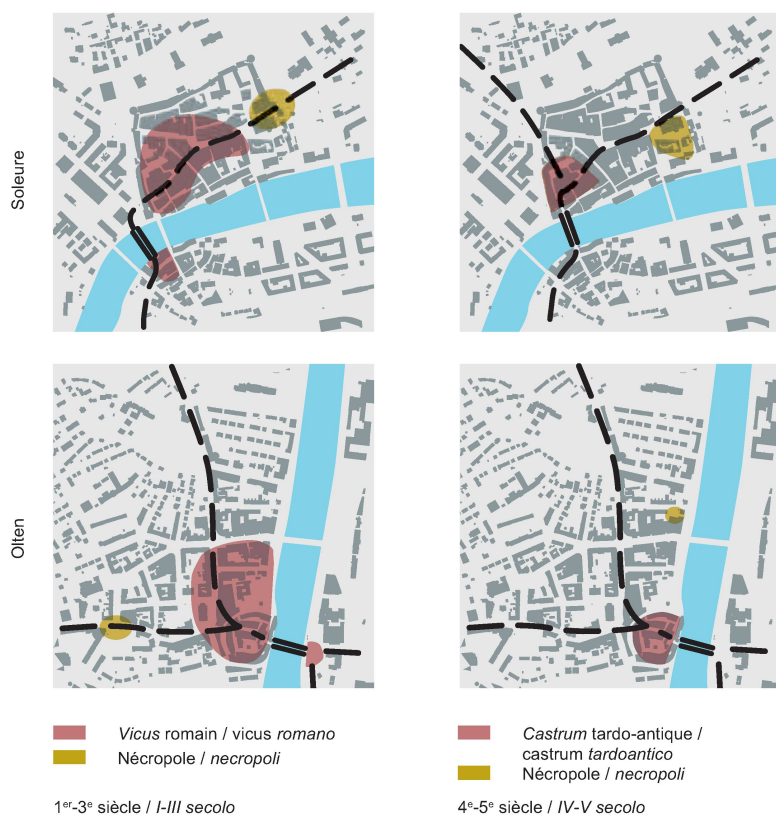 Soleure
Olten
Vicus romain / vicus romano
Nécropole / necropoli
1er-3e siècle / I-III secolo
Castrum tardo-antique /
castrum tardoantico
Nécropole / necropoli
4e-5e siècle / IV-V secolo